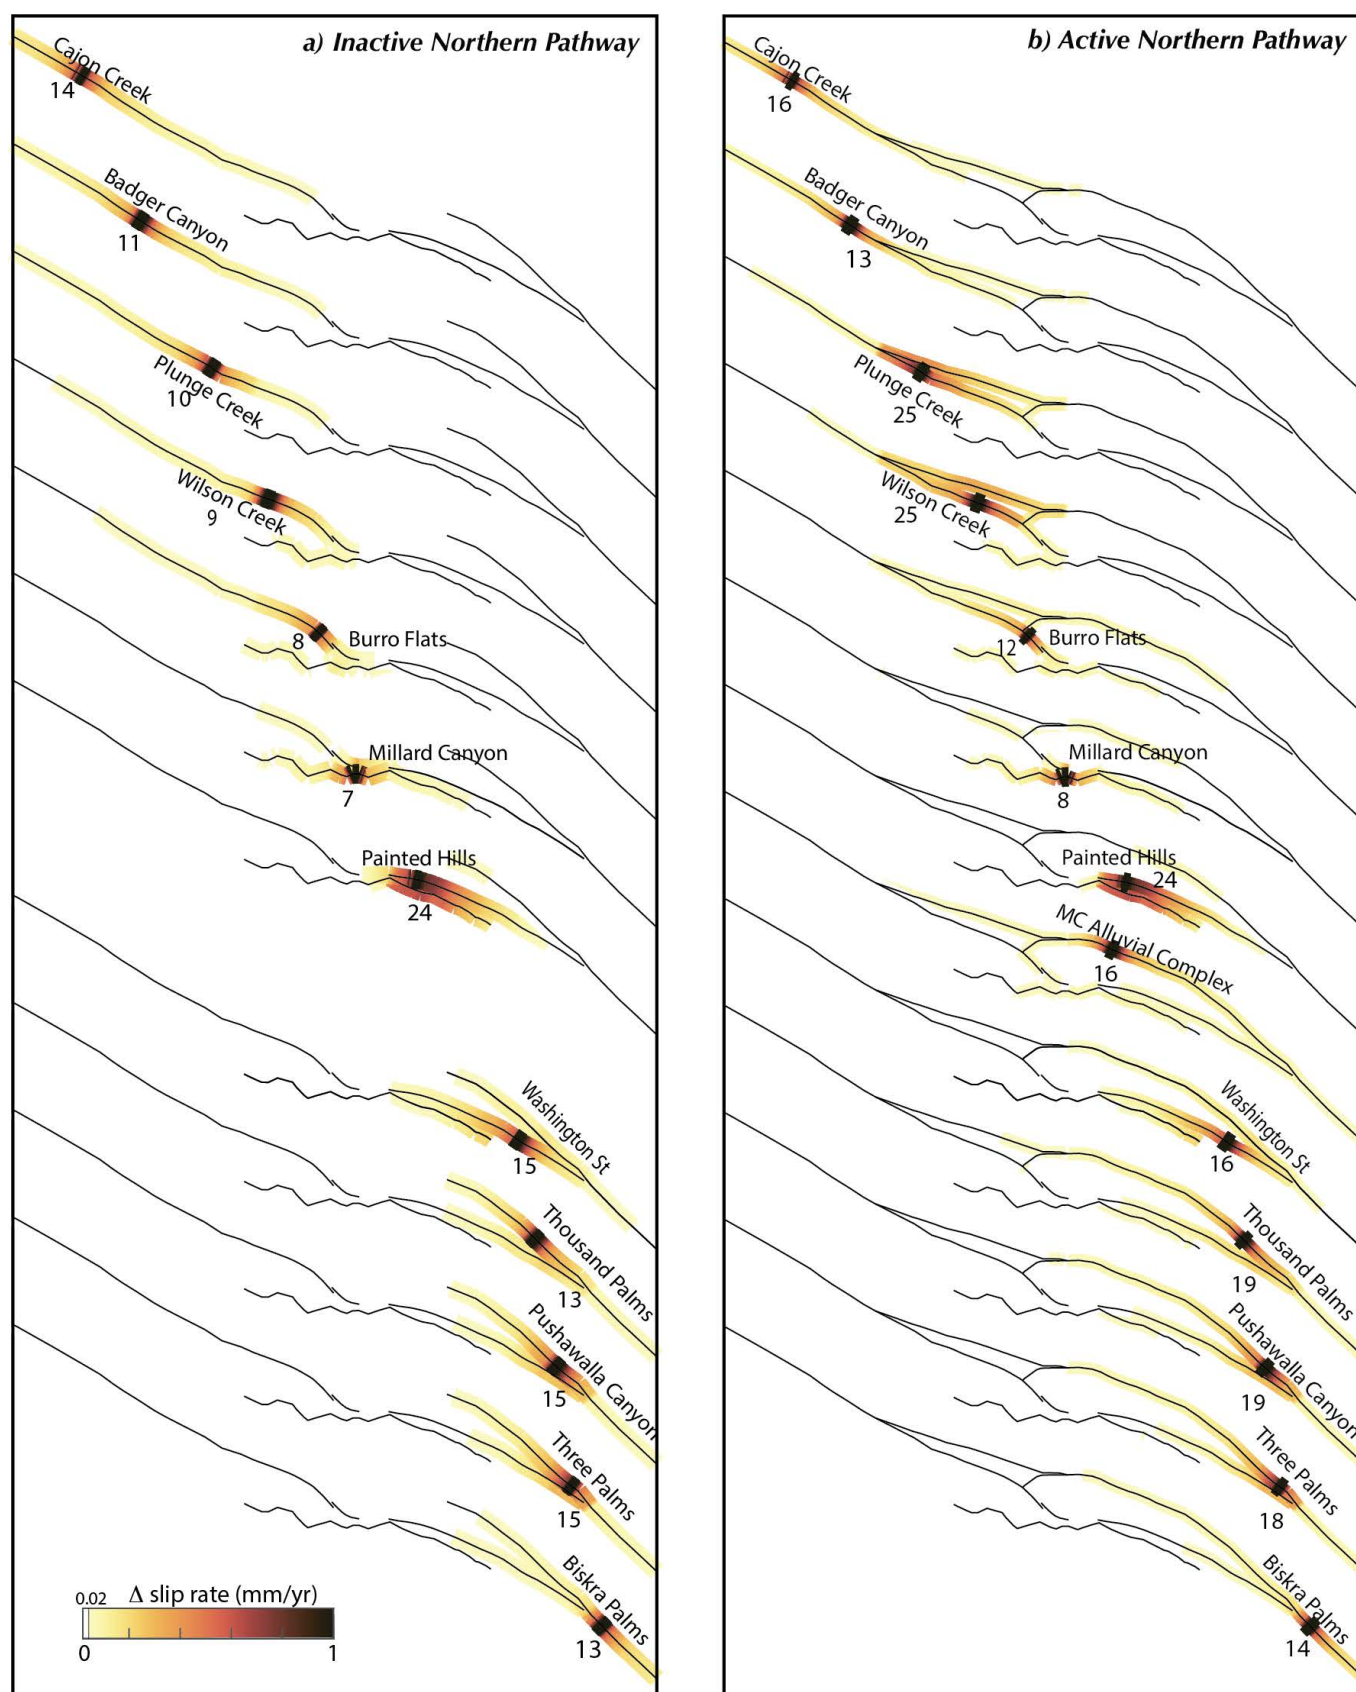 a) Inactive Northern Pathway
Cajon Creek
14
Badger Canyon
11
Plunge Creek
10
Wilson Creek
9
Burro Flats
8
Millard Canyon
7
Painted Hills
24
Washington St
15
Thousand Palms
13
Pushawalla Canyon
15
Three Palms
15
Biskra Palms
13
0.02 Δ slip rate (mm/yr)
0 1
b) Active Northern Pathway
Cajon Creek
16
Badger Canyon
13
Plunge Creek
25
Wilson Creek
25
Burro Flats
12
Millard Canyon
8
Painted Hills
24
MC Alluvial Complex
16
Washington St
16
Thousand Palms
19
Pushawalla Canyon
19
Three Palms
18
Biskra Palms
14